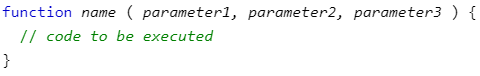 function name ( parameter1, parameter2, parameter3 ) {
  // code to be executed
}